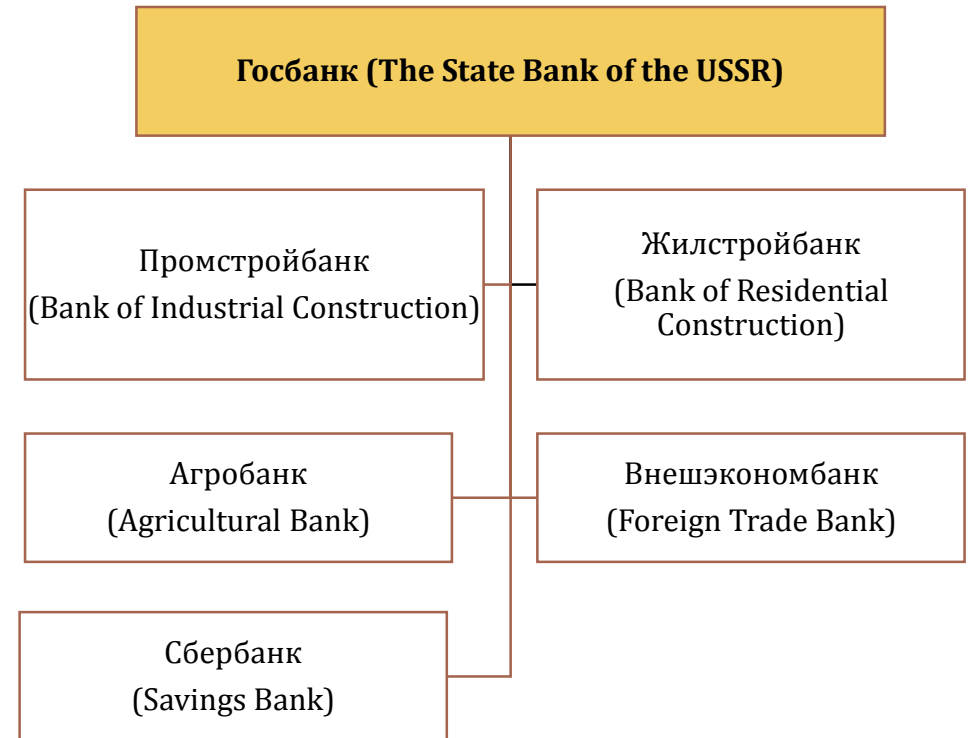 Госбанк (The State Bank of the USSR)
Промстройбанк
(Bank of Industrial Construction)
Жилстройбанк
(Bank of Residential
Construction)
Агробанк
(Agricultural Bank)
Внешэкономбанк
(Foreign Trade Bank)
Сбербанк
(Savings Bank)